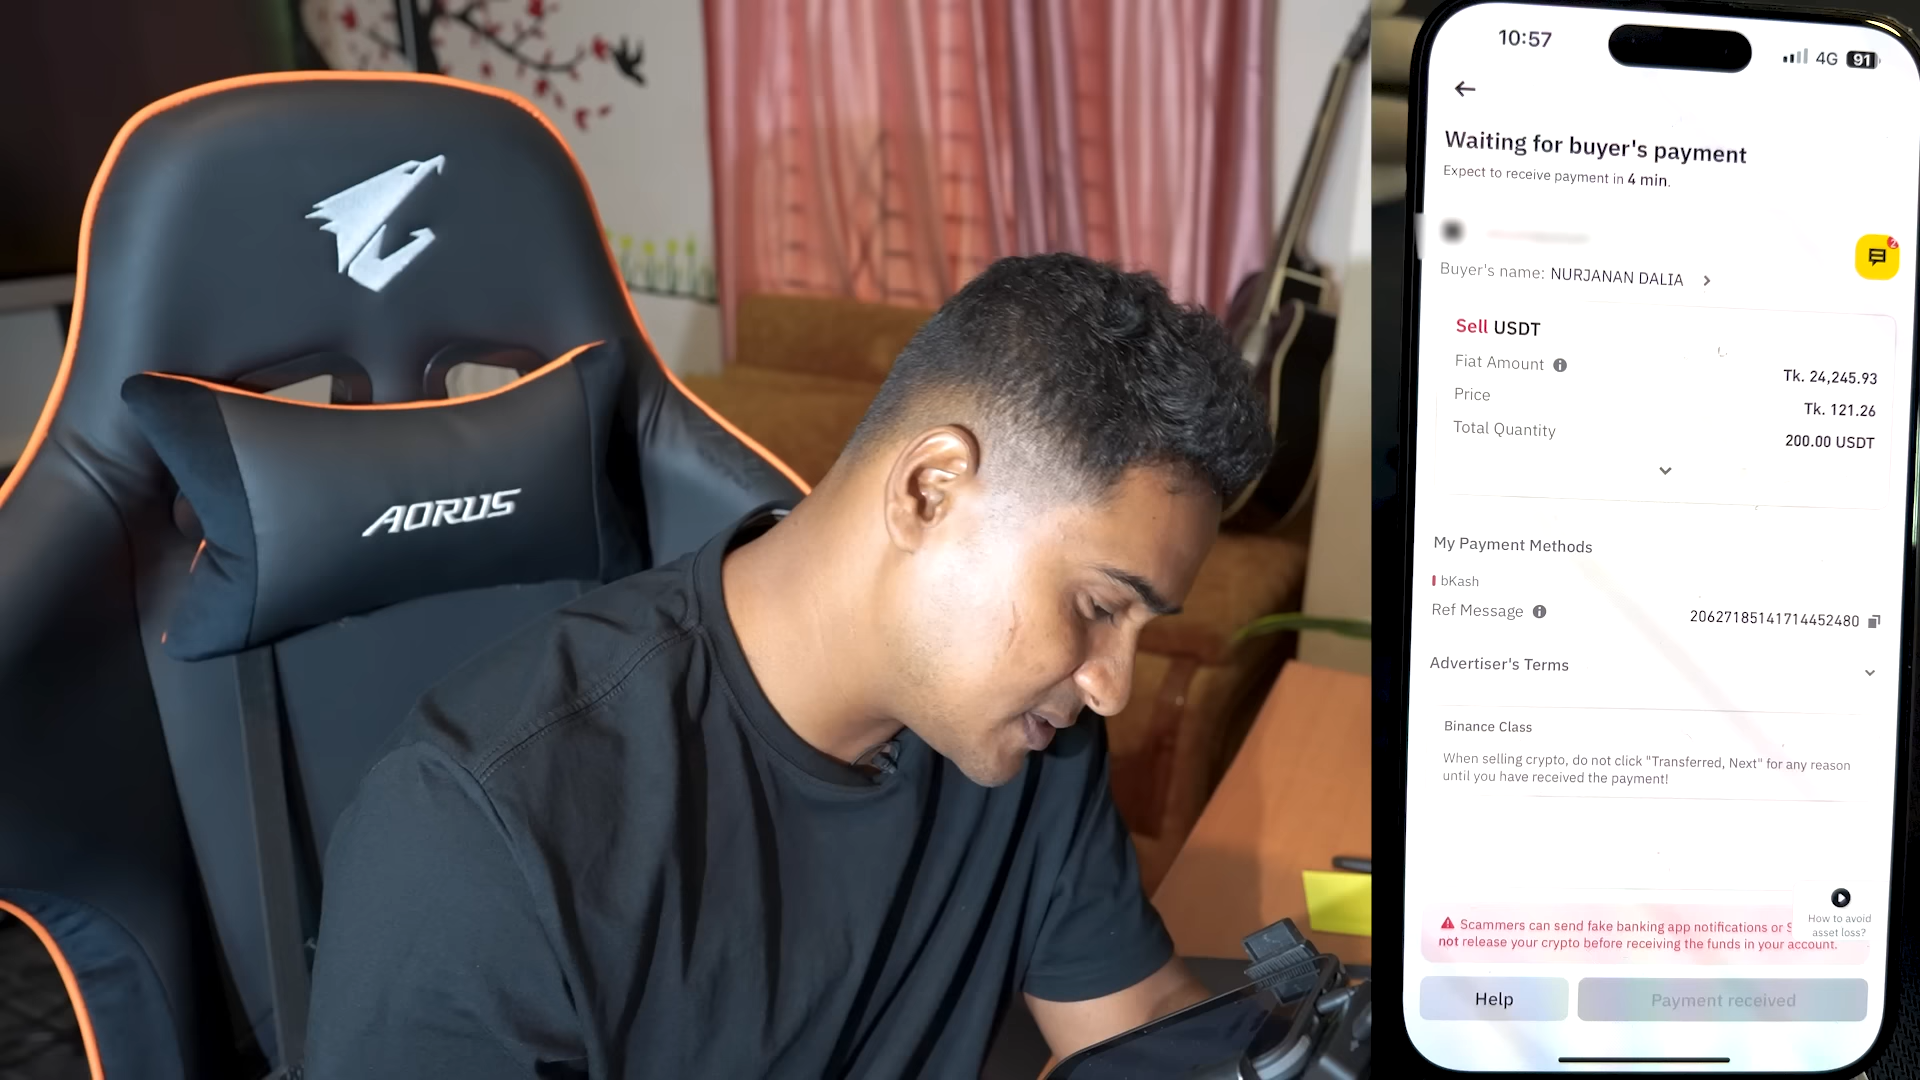 AORUS
10:57
4G 91
Waiting for buyer's payment
Expect to receive payment in 4 min.
2
Buyer's name: NURJANAN DALIA
Sell USDT
Fiat Amount Tk. 24,245.93
Price Tk. 121.26
Total Quantity 200.00 USDT
My Payment Methods
bKash
Ref Message 20627185141714452480
Advertiser's Terms
Binance Class
When selling crypto, do not click "Transferred, Next" for any reason
until you have received the payment!
Scammers can send fake banking app notifications or S
not release your crypto before receiving the funds in your account.
How to avoid
asset loss?
Help
Payment received